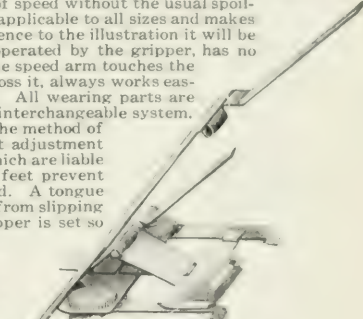 of speed without the usual spoil-
applicable to all sizes and makes
ence to the illustration it will be
operated by the gripper, has no
e speed arm touches the
oss it, always works eas-
All wearing parts are
interchangeable system.
he method of
t adjustment
hich are liable
feet prevent
d. A tongue
from slipping
pper is set so